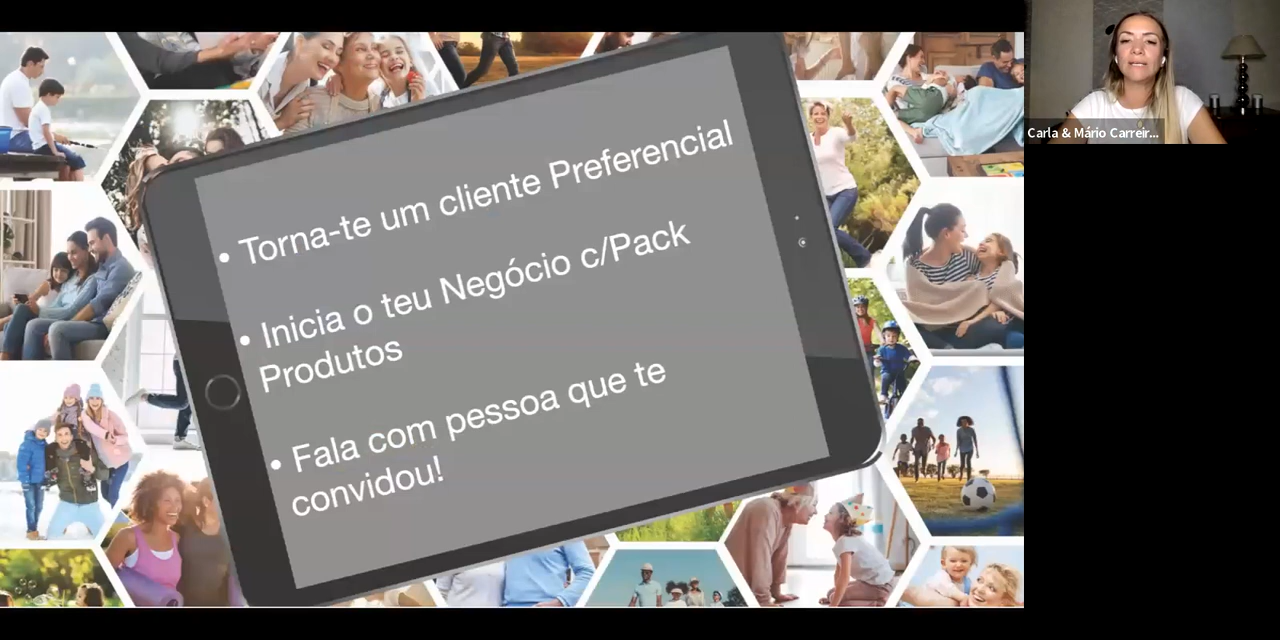 • Torna-te um cliente Preferencial
• Inicia o teu Negócio c/Pack
Produtos
• Fala com pessoa que te
convidou!
Carla & Mário Carreir...